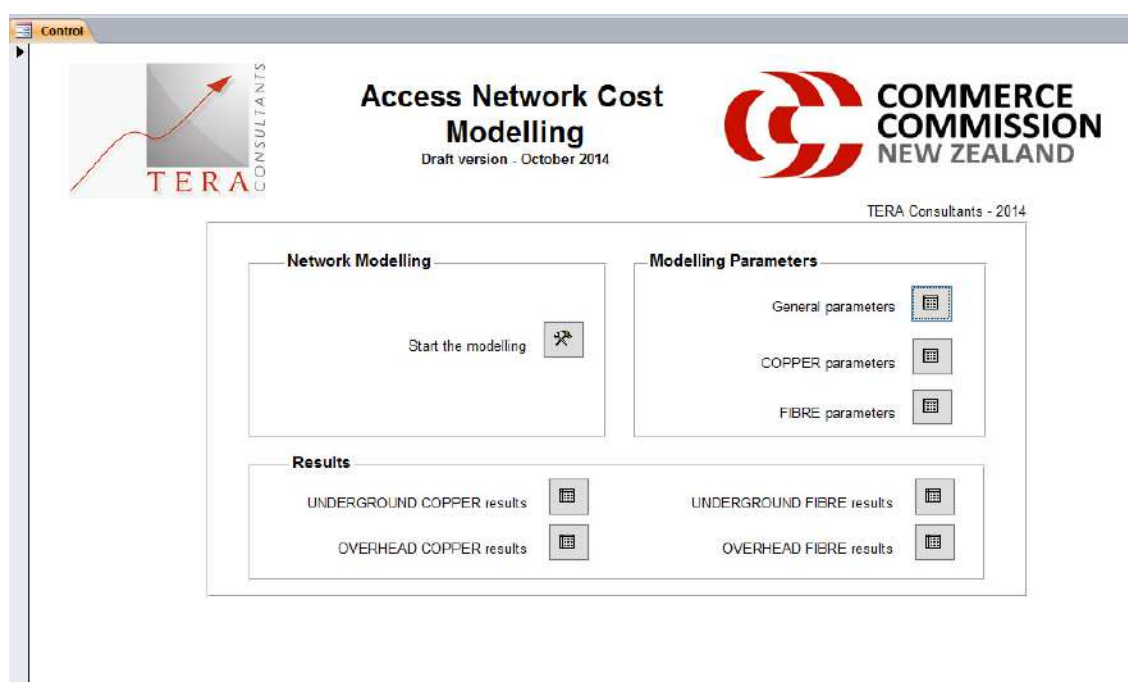 Control
TERA
CONSULTANTS
Access Network Cost
Modelling
Draft version - October 2014
COMMERCE
COMMISSION
NEW ZEALAND
TERA Consultants - 2014
Network Modelling
Start the modelling
Modelling Parameters
General parameters
COPPER parameters
FIBRE parameters
Results
UNDERGROUND COPPER results
UNDERGROUND FIBRE results
OVERHEAD COPPER results
OVERHEAD FIBRE results